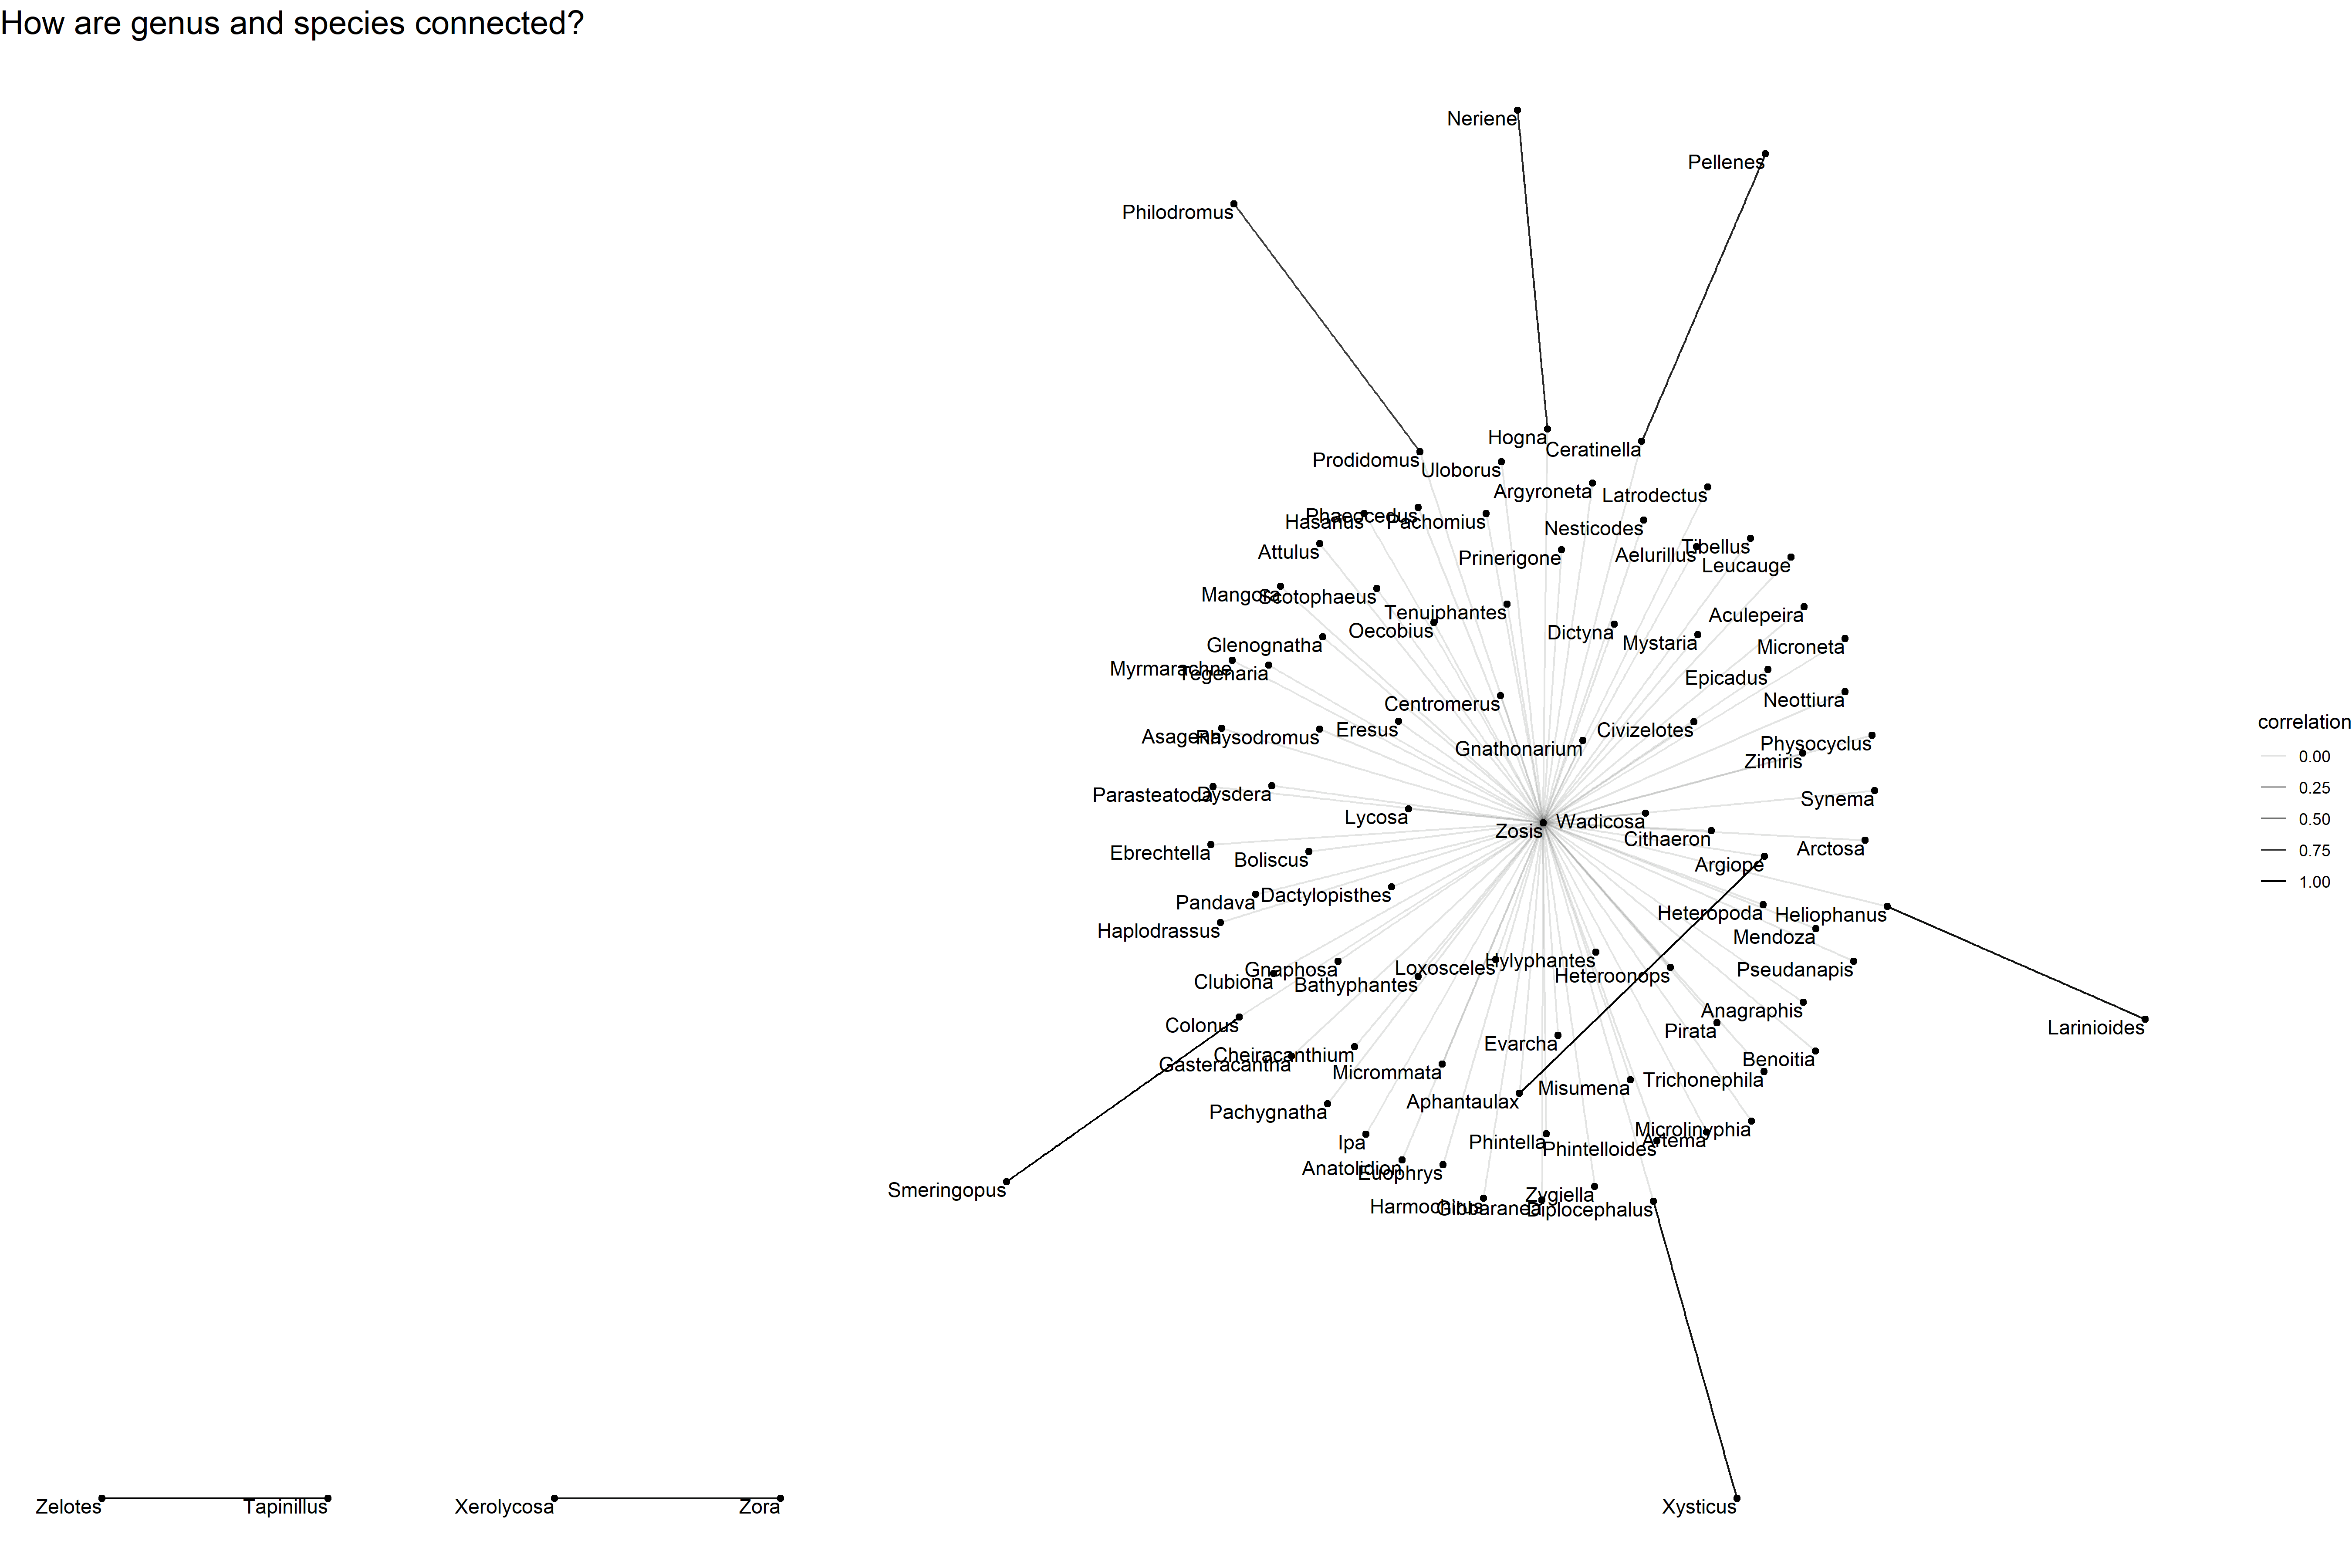 How are genus and species connected?
Neriene
Pellenes
Philodromus
Hogna
Ceratinella
Prodidomus
Uloborus
Argyroneta
Latrodectus
Phaeocedus
Hasarius
Pachomius
Nesticodes
Tibellus
Attulus
Prinerigone
Aelurillus
Leucauge
Mangora
Scotophaeus
Tenuiphantes
Aculepeira
Oecobius
Dictyna
Mystaria
Glenognatha
Microneta
Myrmarachne
Tegenaria
Epicadus
Centromerus
Neottiura
correlation
Asagena
Rhysodromus
Eresus
Civizelotes
Gnathonarium
Physocyclus
0.00
Zimiris
0.25
Parasteatoda
Dysdera
Synema
Lycosa
Zosis
Wadicosa
0.50
Cithaeron
Ebrechtella
Boliscus
Arctosa
0.75
Argiope
1.00
Pandava
Dactylopisthes
Heteropoda
Heliophanus
Haplodrassus
Mendoza
Gnaphosa
Loxosceles
Hylyphantes
Pseudanapis
Clubiona
Bathyphantes
Heteroonops
Anagraphis
Colonus
Pirata
Larinioides
Evarcha
Cheiracanthium
Benoitia
Gasteracantha
Micrommata
Trichonephila
Misumena
Aphantaulax
Pachygnatha
Microlinyphia
Artema
Ipa
Phintella
Phintelloides
Anatolidion
Euophrys
Smeringopus
Zygiella
Harmochirus
Gibbaranea
Diplocephalus
Zelotes
Tapinillus
Xerolycosa
Zora
Xysticus